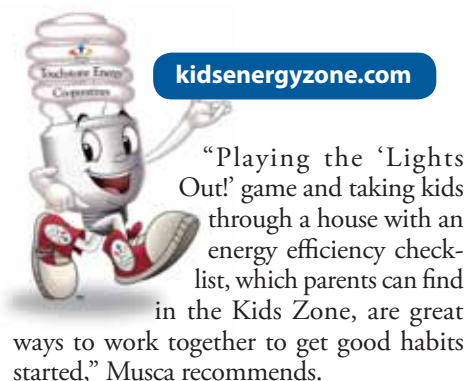 Touchstone Energy
Cooperatives
kidsenergyzone.com
“Playing the ‘Lights
Out!’ game and taking kids
through a house with an
energy efficiency check-
list, which parents can find
in the Kids Zone, are great
ways to work together to get good habits
started,” Musca recommends.